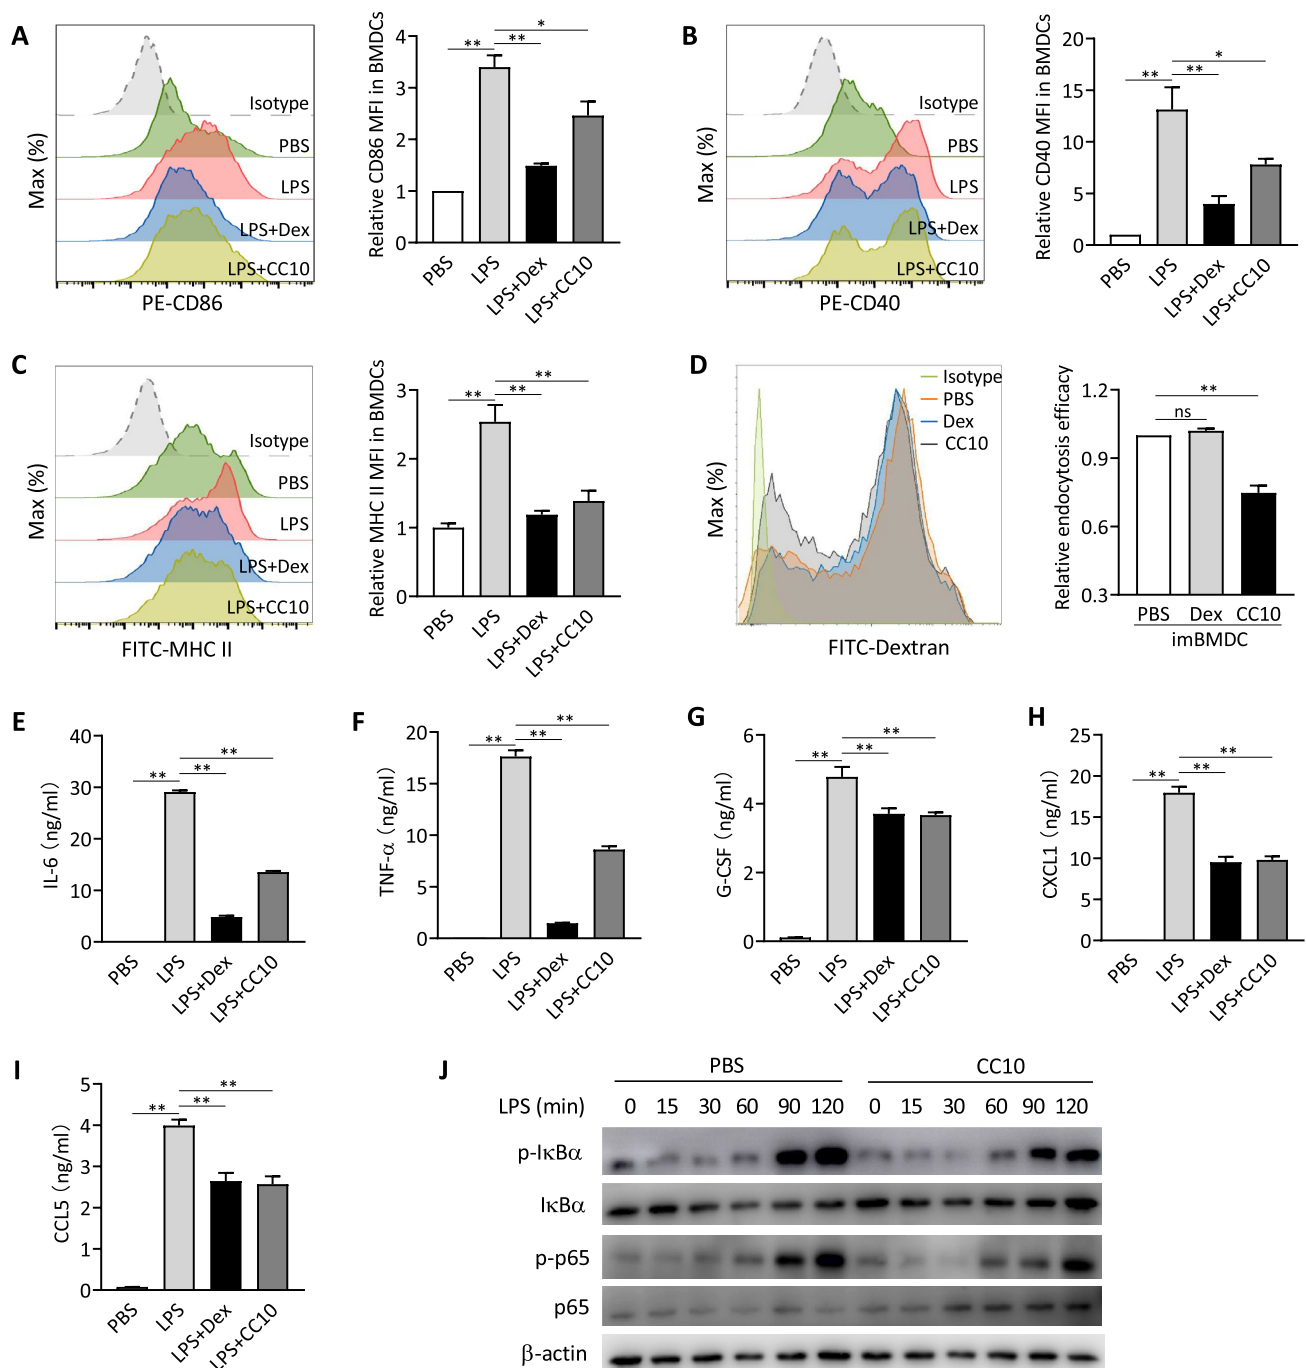 A
Max (%)
Isotype
PBS
LPS
LPS+Dex
LPS+CC10
PE-CD86
Relative CD86 MFI in BMDCs
4
3
2
1
0
** ** *
PBS LPS LPS+Dex LPS+CC10
B
Max (%)
Isotype
PBS
LPS
LPS+Dex
LPS+CC10
PE-CD40
Relative CD40 MFI in BMDCs
20
15
10
5
0
** ** *
PBS LPS LPS+Dex LPS+CC10
C
Max (%)
Isotype
PBS
LPS
LPS+Dex
LPS+CC10
FITC-MHC II
Relative MHC II MFI in BMDCs
3
2
1
0
** ** **
PBS LPS LPS+Dex LPS+CC10
D
Max (%)
Isotype
PBS
Dex
CC10
FITC-Dextran
Relative endocytosis efficacy
1.2
0.9
0.6
0.3
**
ns
PBS Dex CC10
imBMDC
E
IL-6 (ng/ml)
40
30
20
10
0
** ** **
PBS LPS LPS+Dex LPS+CC10
F
TNF-α (ng/ml)
20
15
10
5
0
** ** **
PBS LPS LPS+Dex LPS+CC10
G
G-CSF (ng/ml)
6
4
2
0
** ** **
PBS LPS LPS+Dex LPS+CC10
H
CXCL1 (ng/ml)
25
20
15
10
5
0
** ** **
PBS LPS LPS+Dex LPS+CC10
I
CCL5 (ng/ml)
5
4
3
2
1
0
** ** **
PBS LPS LPS+Dex LPS+CC10
J
PBS CC10
LPS (min) 0 15 30 60 90 120 0 15 30 60 90 120
p-IκBα
IκBα
p-p65
p65
β-actin